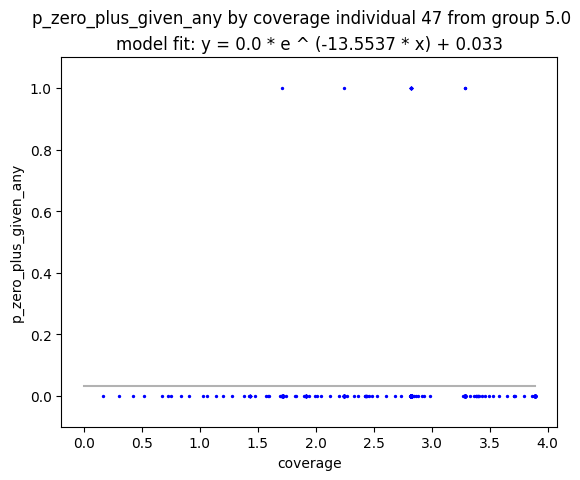 p_zero_plus_given_any by coverage individual 47 from group 5.0
model fit: y = 0.0 * e ^ (-13.5537 * x) + 0.033
1.0
0.8
0.6
0.4
0.2
0.0
p_zero_plus_given_any
0.0 0.5 1.0 1.5 2.0 2.5 3.0 3.5 4.0
coverage